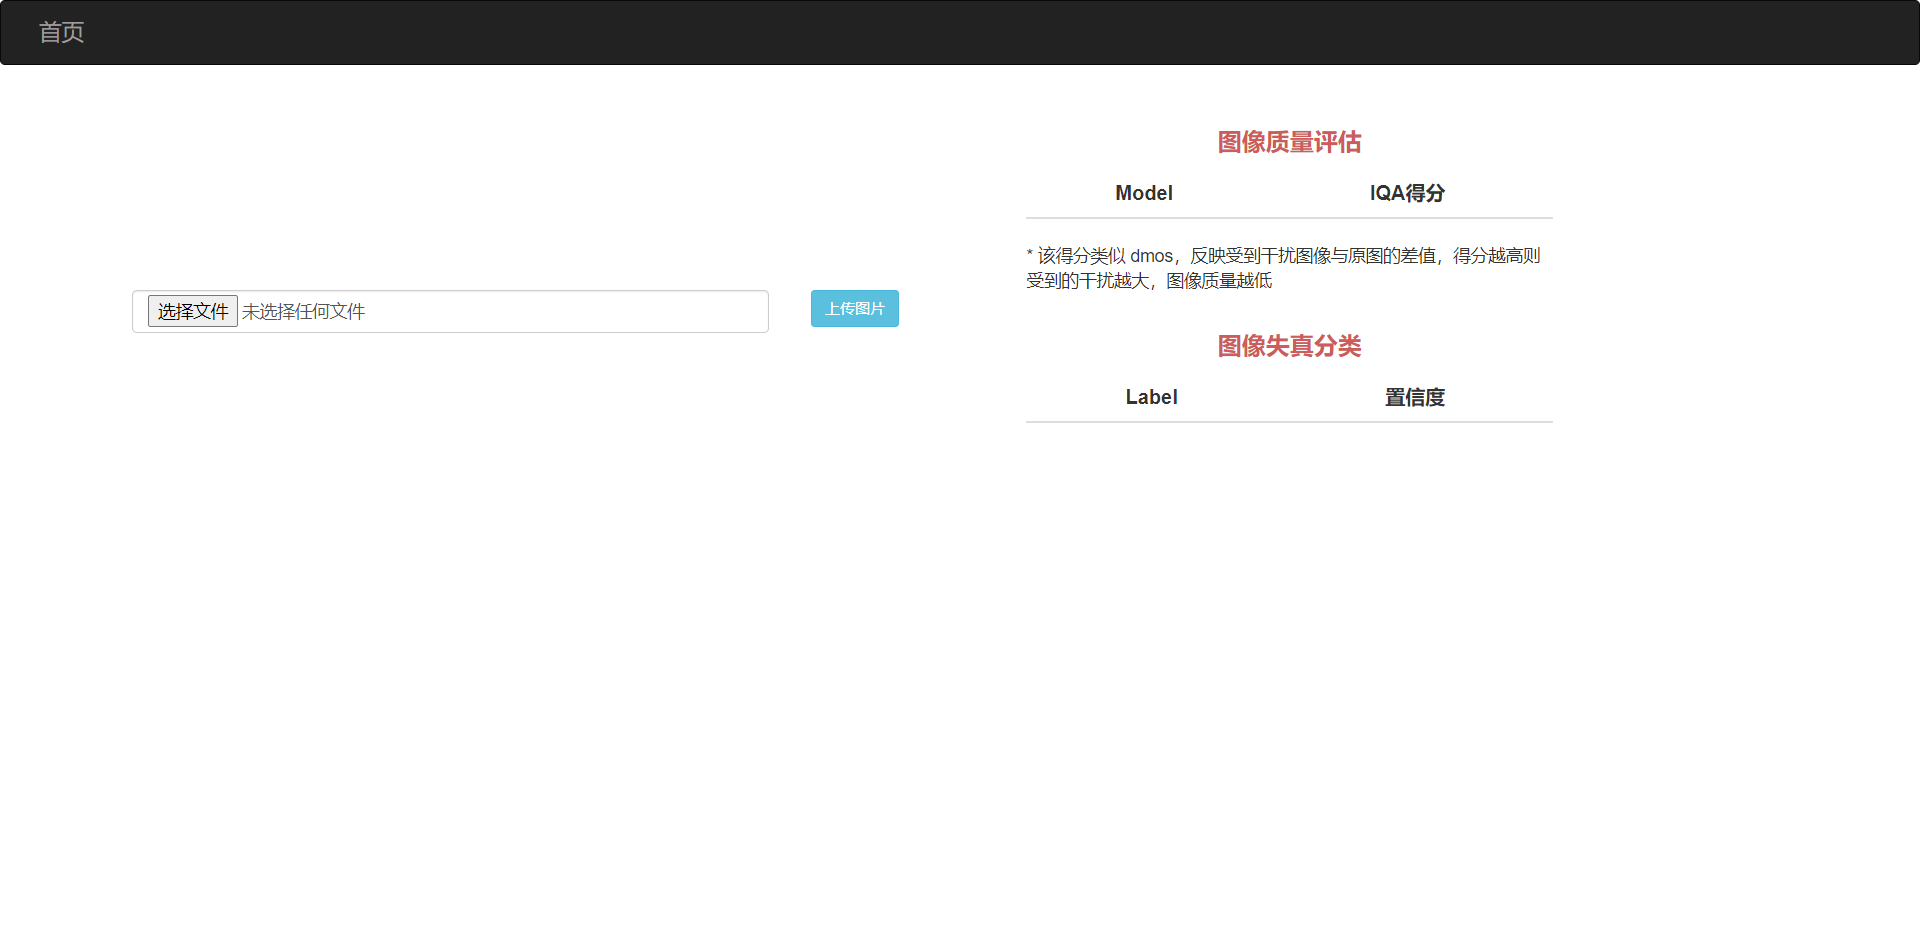 首页
选择文件 未选择任何文件
上传图片
图像质量评估
Model IQA得分
* 该得分类似 dmos，反映受到干扰图像与原图的差值，得分越高则
受到的干扰越大，图像质量越低
图像失真分类
Label 置信度